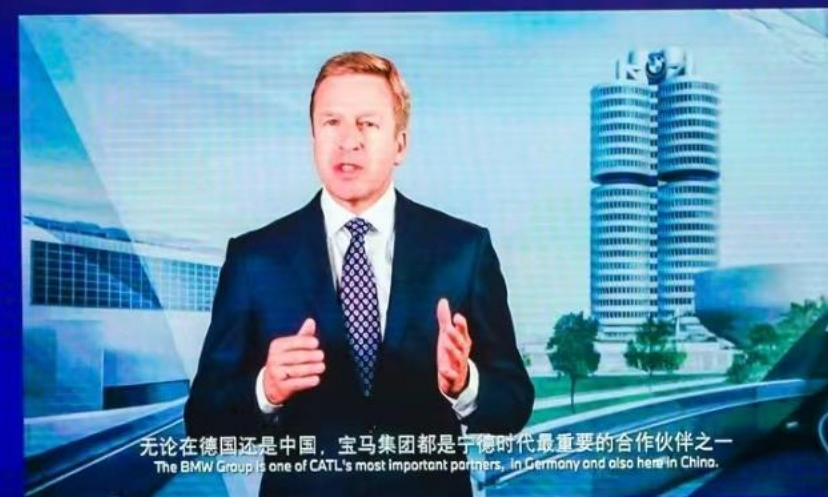 无论在德国还是中国，宝马集团都是宁德时代最重要的合作伙伴之一
The BMW Group is one of CATL's most important partners, in Germany and also here in China.